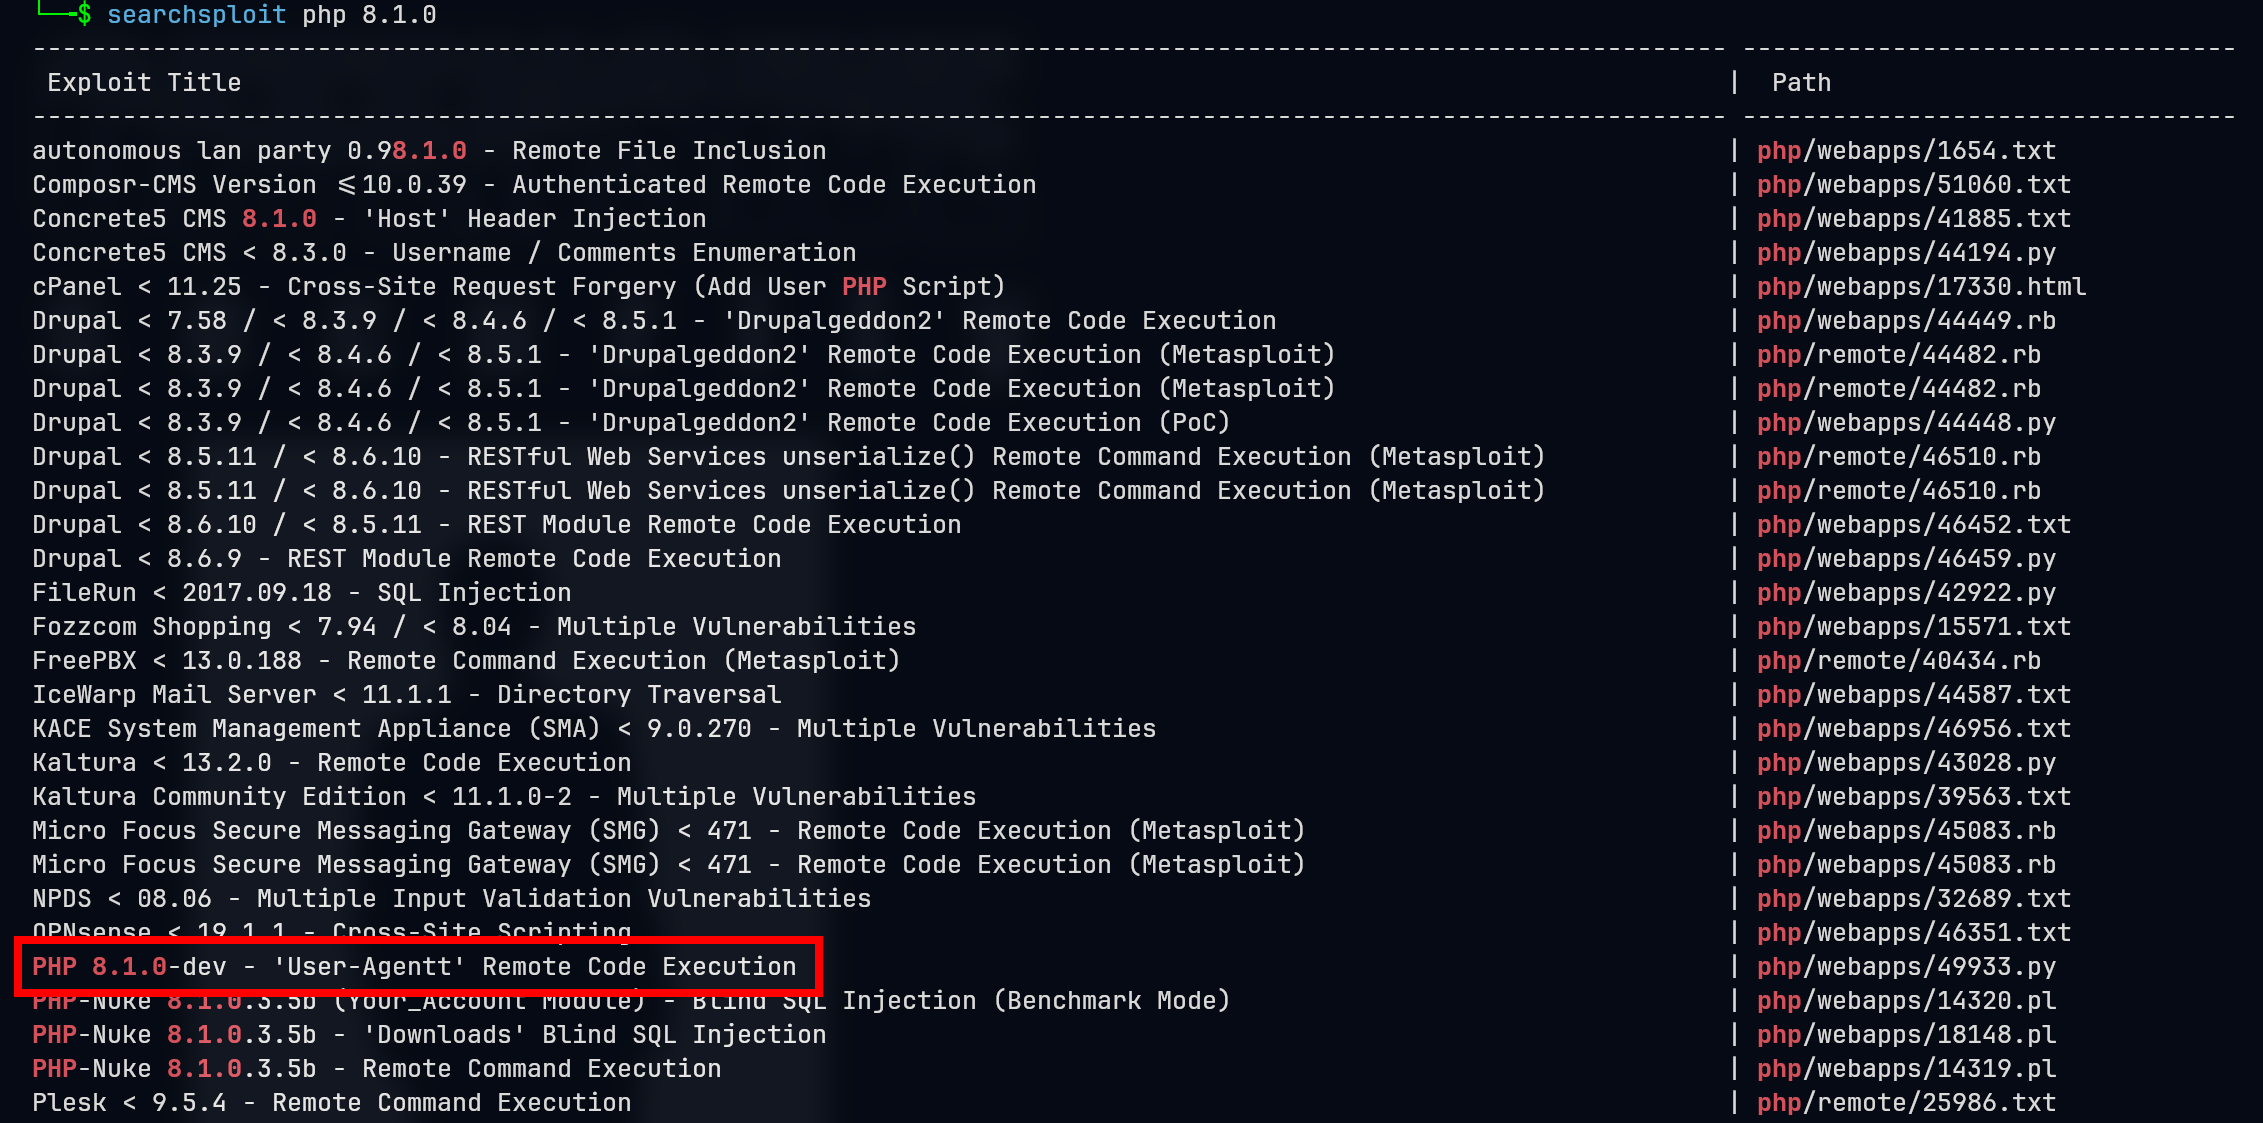 └─$ searchsploit php 8.1.0
----------------------------------------------------------------------------------------------------------------- ---------------------------------
Exploit Title | Path
----------------------------------------------------------------------------------------------------------------- ---------------------------------
autonomous lan party 0.98.1.0 - Remote File Inclusion | php/webapps/1654.txt
Composr-CMS Version <=10.0.39 - Authenticated Remote Code Execution | php/webapps/51060.txt
Concrete5 CMS 8.1.0 - 'Host' Header Injection | php/webapps/41885.txt
Concrete5 CMS < 8.3.0 - Username / Comments Enumeration | php/webapps/44194.py
cPanel < 11.25 - Cross-Site Request Forgery (Add User PHP Script) | php/webapps/17330.html
Drupal < 7.58 / < 8.3.9 / < 8.4.6 / < 8.5.1 - 'Drupalgeddon2' Remote Code Execution | php/webapps/44449.rb
Drupal < 8.3.9 / < 8.4.6 / < 8.5.1 - 'Drupalgeddon2' Remote Code Execution (Metasploit) | php/remote/44482.rb
Drupal < 8.3.9 / < 8.4.6 / < 8.5.1 - 'Drupalgeddon2' Remote Code Execution (Metasploit) | php/remote/44482.rb
Drupal < 8.3.9 / < 8.4.6 / < 8.5.1 - 'Drupalgeddon2' Remote Code Execution (PoC) | php/webapps/44448.py
Drupal < 8.5.11 / < 8.6.10 - RESTful Web Services unserialize() Remote Command Execution (Metasploit) | php/remote/46510.rb
Drupal < 8.5.11 / < 8.6.10 - RESTful Web Services unserialize() Remote Command Execution (Metasploit) | php/remote/46510.rb
Drupal < 8.6.10 / < 8.5.11 - REST Module Remote Code Execution | php/webapps/46452.txt
Drupal < 8.6.9 - REST Module Remote Code Execution | php/webapps/46459.py
FileRun < 2017.09.18 - SQL Injection | php/webapps/42922.py
Fozzcom Shopping < 7.94 / < 8.04 - Multiple Vulnerabilities | php/webapps/15571.txt
FreePBX < 13.0.188 - Remote Command Execution (Metasploit) | php/remote/40434.rb
IceWarp Mail Server < 11.1.1 - Directory Traversal | php/webapps/44587.txt
KACE System Management Appliance (SMA) < 9.0.270 - Multiple Vulnerabilities | php/webapps/46956.txt
Kaltura < 13.2.0 - Remote Code Execution | php/webapps/43028.py
Kaltura Community Edition < 11.1.0-2 - Multiple Vulnerabilities | php/webapps/39563.txt
Micro Focus Secure Messaging Gateway (SMG) < 471 - Remote Code Execution (Metasploit) | php/webapps/45083.rb
Micro Focus Secure Messaging Gateway (SMG) < 471 - Remote Code Execution (Metasploit) | php/webapps/45083.rb
NPDS < 08.06 - Multiple Input Validation Vulnerabilities | php/webapps/32689.txt
OPNsense < 19.1.1 - Cross-Site Scripting | php/webapps/46351.txt
PHP 8.1.0-dev - 'User-Agentt' Remote Code Execution | php/webapps/49933.py
PHP-Nuke 8.1.0.3.5b (Your_Account Module) - Blind SQL Injection (Benchmark Mode) | php/webapps/14320.pl
PHP-Nuke 8.1.0.3.5b - 'Downloads' Blind SQL Injection | php/webapps/18148.pl
PHP-Nuke 8.1.0.3.5b - Remote Command Execution | php/webapps/14319.pl
Plesk < 9.5.4 - Remote Command Execution | php/remote/25986.txt